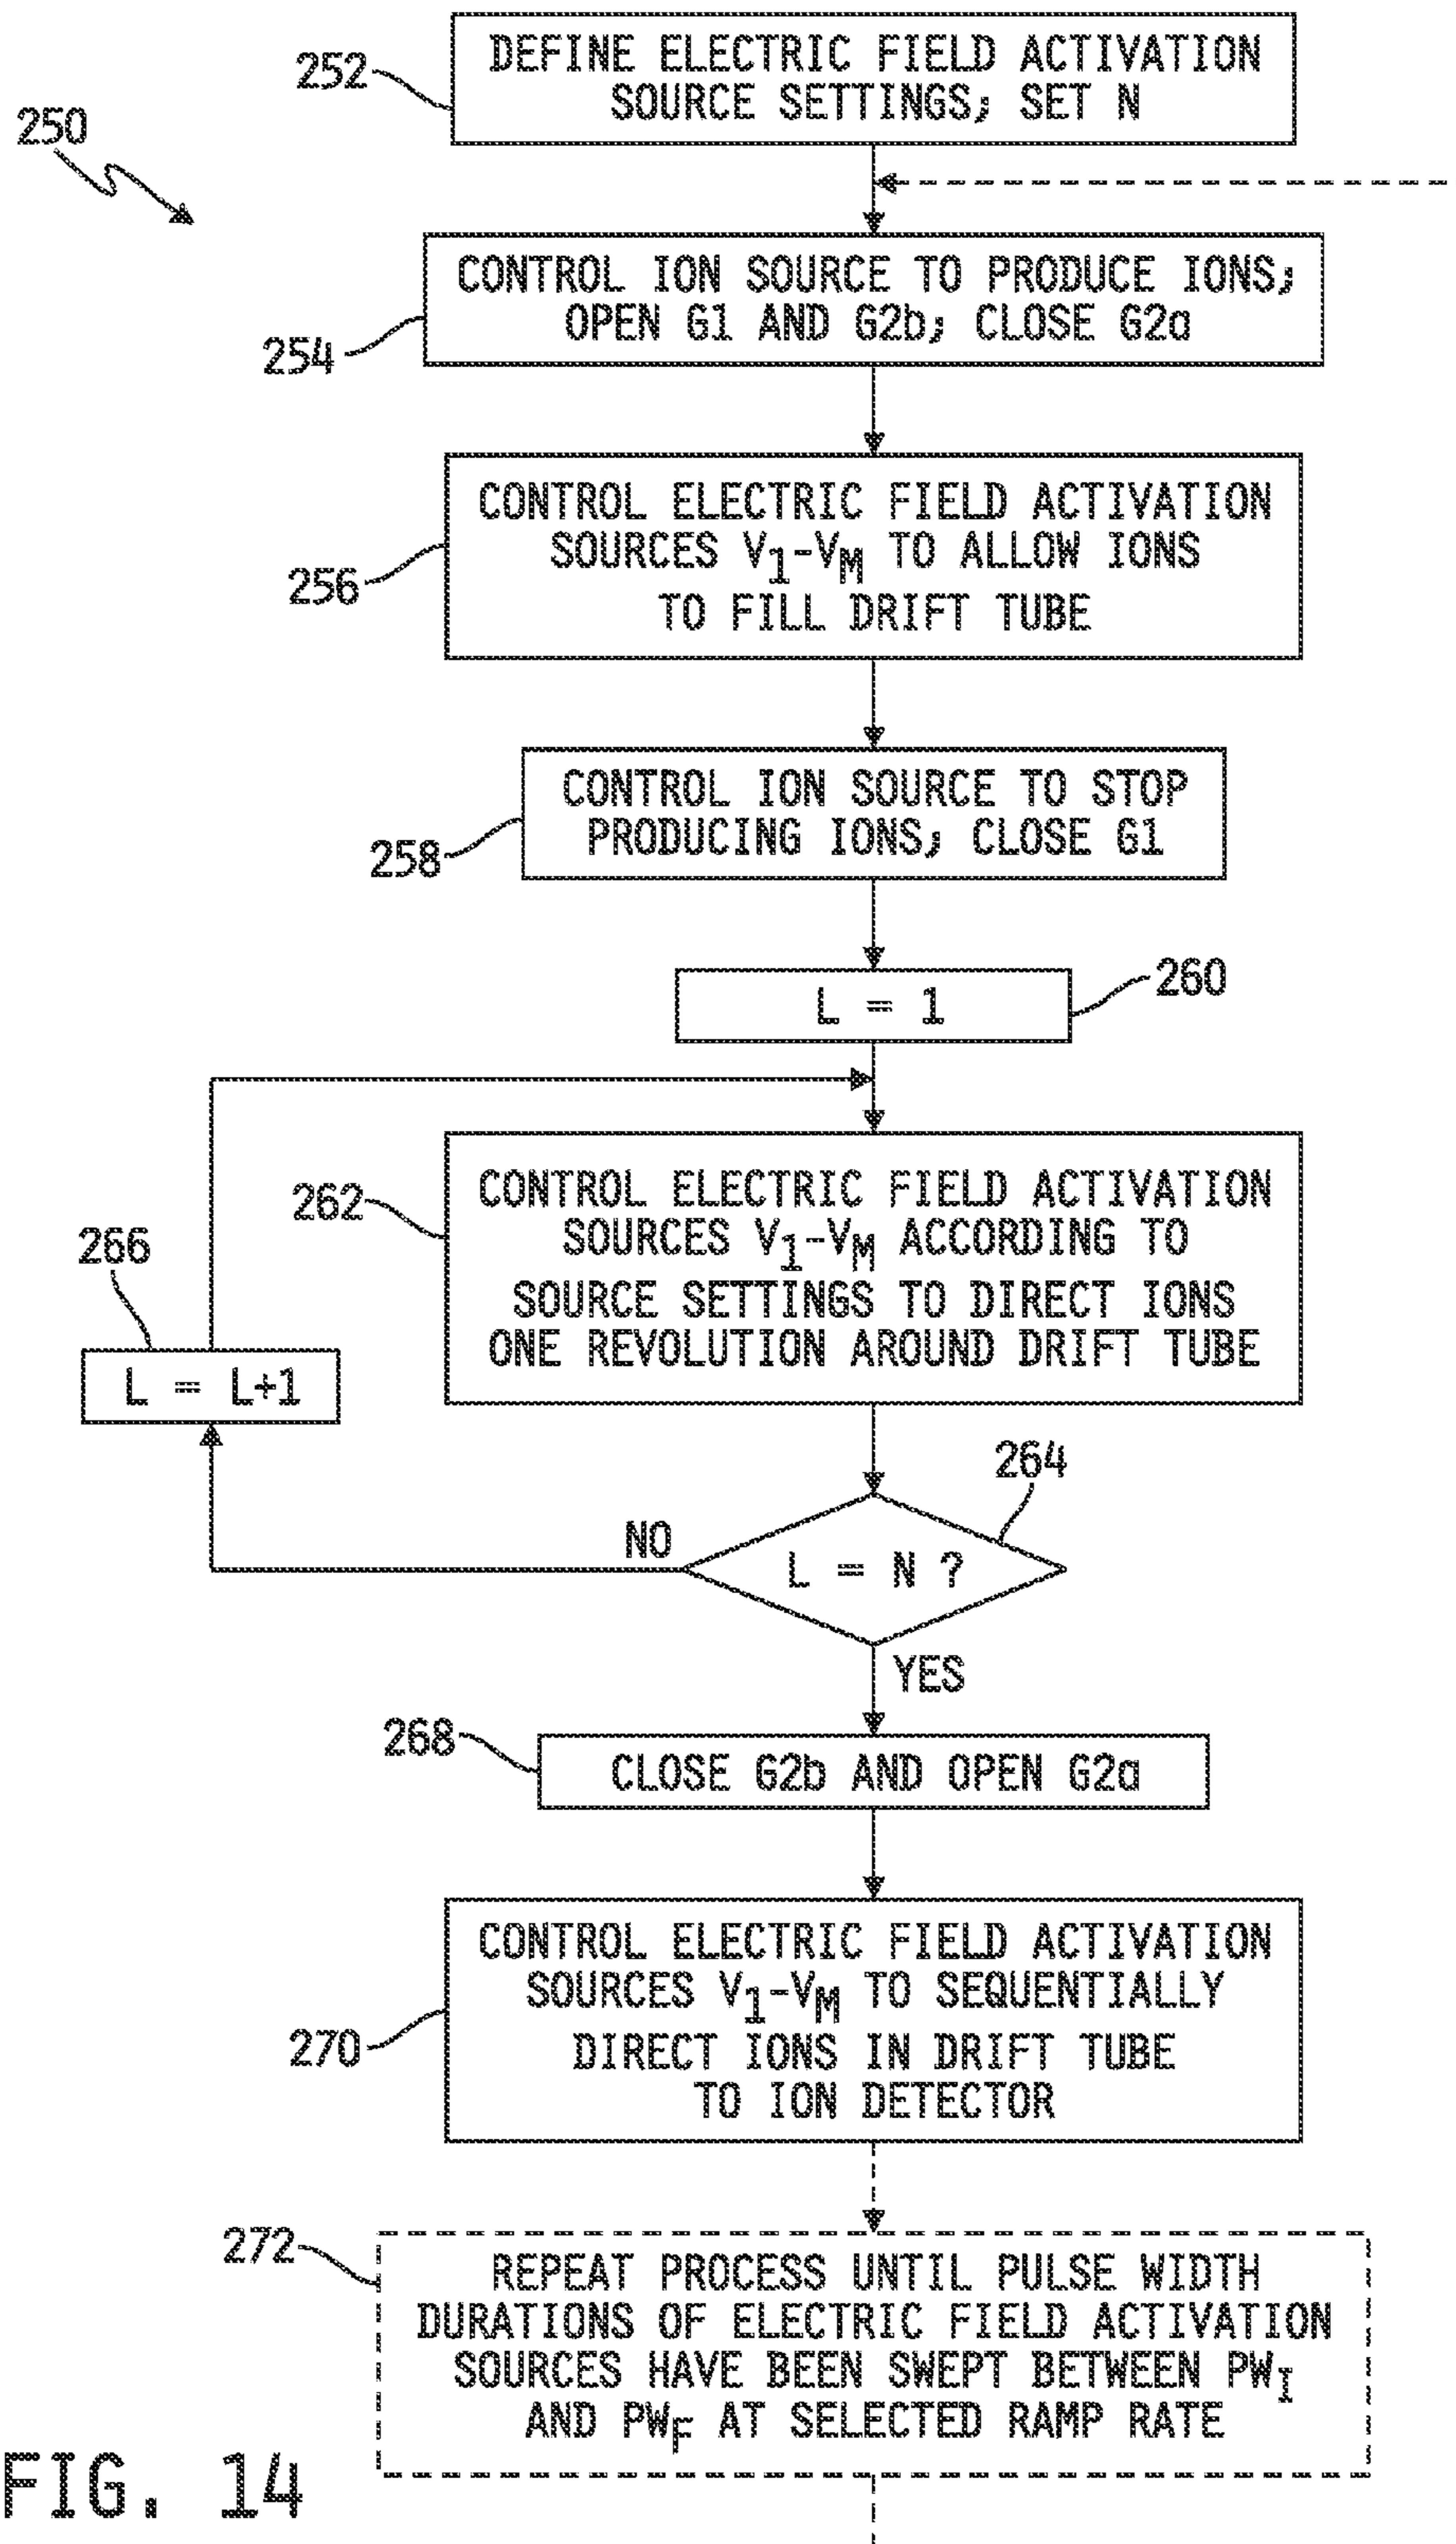 252
DEFINE ELECTRIC FIELD ACTIVATION
SOURCE SETTINGS; SET N
250
CONTROL ION SOURCE TO PRODUCE IONS;
OPEN G1 AND G2b; CLOSE G2a
254
CONTROL ELECTRIC FIELD ACTIVATION
SOURCES V1-VM TO ALLOW IONS
TO FILL DRIFT TUBE
256
CONTROL ION SOURCE TO STOP
PRODUCING IONS; CLOSE G1
258
L = 1
260
262
CONTROL ELECTRIC FIELD ACTIVATION
SOURCES V1-VM ACCORDING TO
SOURCE SETTINGS TO DIRECT IONS
ONE REVOLUTION AROUND DRIFT TUBE
266
L = L+1
264
NO
L = N ?
YES
268
CLOSE G2b AND OPEN G2a
CONTROL ELECTRIC FIELD ACTIVATION
SOURCES V1-VM TO SEQUENTIALLY
DIRECT IONS IN DRIFT TUBE
TO ION DETECTOR
270
272
REPEAT PROCESS UNTIL PULSE WIDTH
DURATIONS OF ELECTRIC FIELD ACTIVATION
SOURCES HAVE BEEN SWEPT BETWEEN PWI
AND PWF AT SELECTED RAMP RATE
FIG. 14